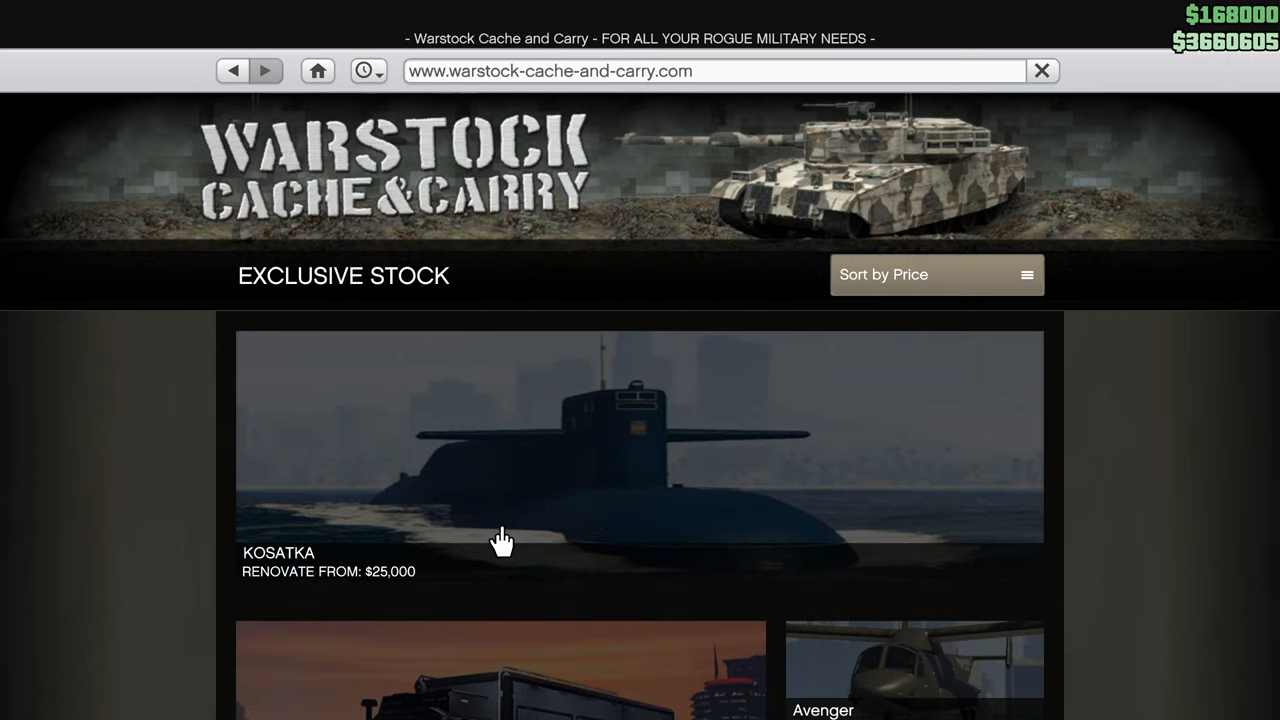 $168000
- Warstock Cache and Carry - FOR ALL YOUR ROGUE MILITARY NEEDS -
$3660605
www.warstock-cache-and-carry.com
WARSTOCK
CACHE&CARRY
EXCLUSIVE STOCK
Sort by Price
KOSATKA
RENOVATE FROM: $25,000
Avenger